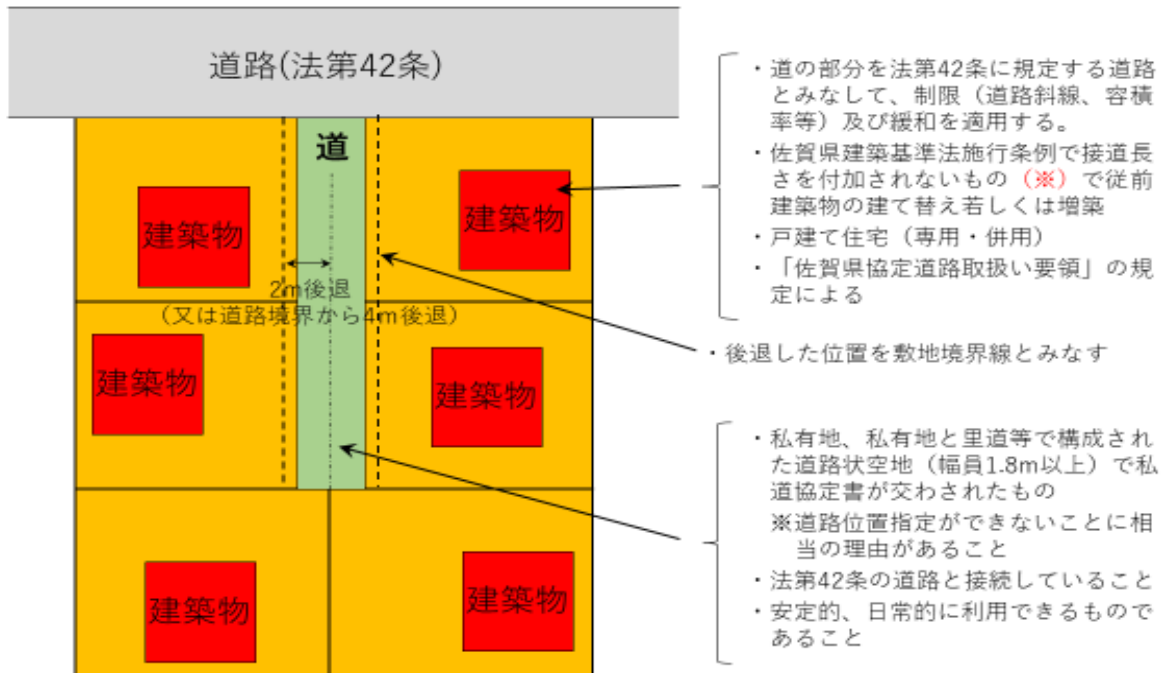 道路(法第42条)
道
建築物
建築物
2m後退
(又は道路境界から4m後退)
建築物
建築物
建築物
建築物
・道の部分を法第42条に規定する道路
とみなして、制限（道路斜線、容積
率等）及び緩和を適用する。
・佐賀県建築基準法施行条例で接道長
さを付加されないもの（※）で従前
建築物の建て替え若しくは増築
・戸建て住宅（専用・併用）
・「佐賀県協定道路取扱い要領」の規
定による
・後退した位置を敷地境界線とみなす
・私有地、私有地と里道等で構成され
た道路状空地（幅員1.8m以上）で私
道協定書が交わされたもの
※道路位置指定ができないことに相
当の理由があること
・法第42条の道路と接続していること
・安定的、日常的に利用できるもので
あること